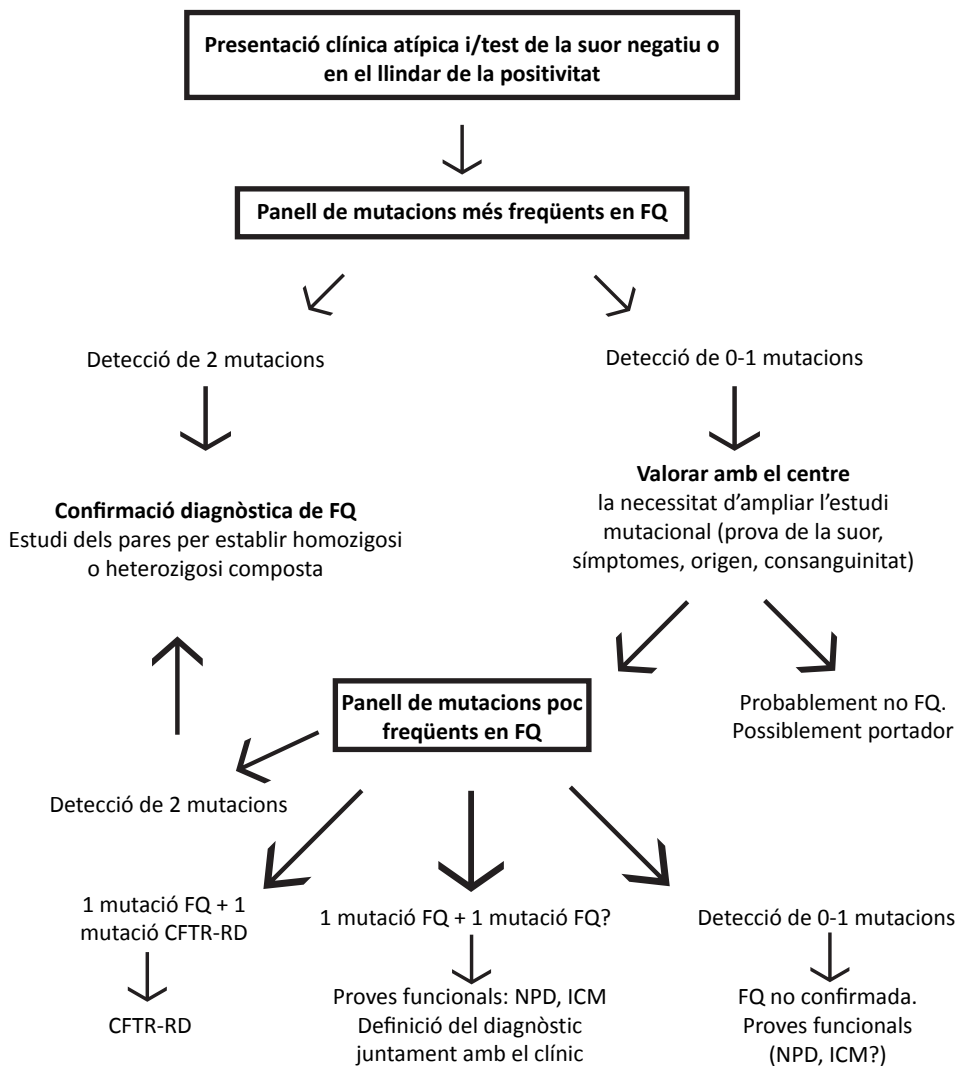 Presentació clínica atípica i/test de la suor negatiu o
en el llindar de la positivitat
Panell de mutacions més freqüents en FQ
Detecció de 2 mutacions
Detecció de 0-1 mutacions
Confirmació diagnòstica de FQ
Estudi dels pares per establir homozigosi
o heterozigosi composta
Valorar amb el centre
la necessitat d’ampliar l’estudi
mutacional (prova de la suor,
símptomes, origen, consanguinitat)
Panell de mutacions poc
freqüents en FQ
Probablement no FQ.
Possiblement portador
Detecció de 2 mutacions
1 mutació FQ + 1
mutació CFTR-RD
CFTR-RD
1 mutació FQ + 1 mutació FQ?
Proves funcionals: NPD, ICM
Definició del diagnòstic
juntament amb el clínic
Detecció de 0-1 mutacions
FQ no confirmada.
Proves funcionals
(NPD, ICM?)